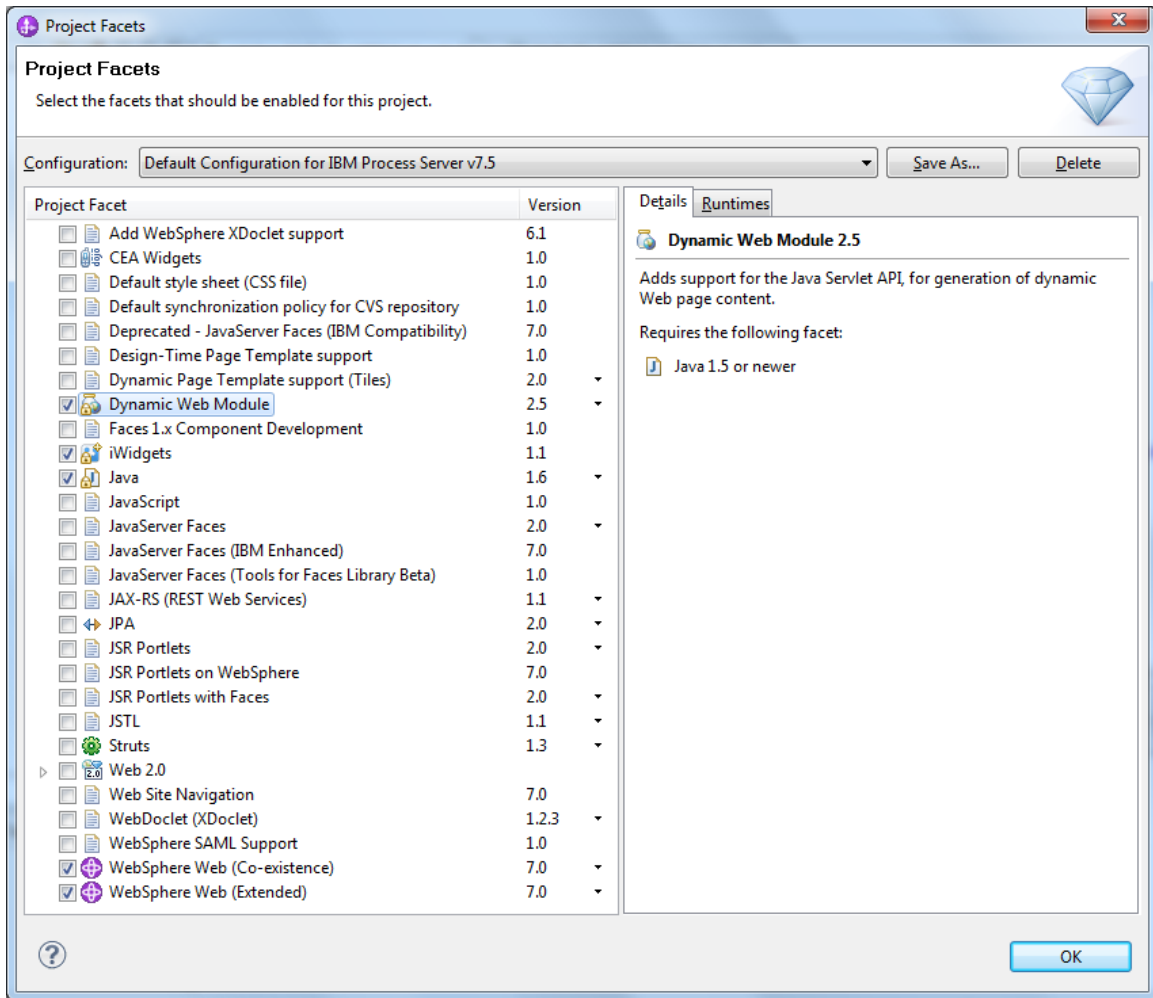 Project Facets
Project Facets
Select the facets that should be enabled for this project.
Configuration: Default Configuration for IBM Process Server v7.5 Save As... Delete
Project Facet Version
Add WebSphere XDoclet support 6.1
CEA Widgets 1.0
Default style sheet (CSS file) 1.0
Default synchronization policy for CVS repository 1.0
Deprecated - JavaServer Faces (IBM Compatibility) 7.0
Design-Time Page Template support 1.0
Dynamic Page Template support (Tiles) 2.0
Dynamic Web Module 2.5
Faces 1.x Component Development 1.0
iWidgets 1.1
Java 1.6
JavaScript 1.0
JavaServer Faces 2.0
JavaServer Faces (IBM Enhanced) 7.0
JavaServer Faces (Tools for Faces Library Beta) 1.0
JAX-RS (REST Web Services) 1.1
JPA 2.0
JSR Portlets 2.0
JSR Portlets on WebSphere 7.0
JSR Portlets with Faces 2.0
JSTL 1.1
Struts 1.3
2.0 Web 2.0
Web Site Navigation 7.0
WebDoclet (XDoclet) 1.2.3
WebSphere SAML Support 1.0
WebSphere Web (Co-existence) 7.0
WebSphere Web (Extended) 7.0
Details Runtimes
Dynamic Web Module 2.5
Adds support for the Java Servlet API, for generation of dynamic
Web page content.
Requires the following facet:
J Java 1.5 or newer
?
OK